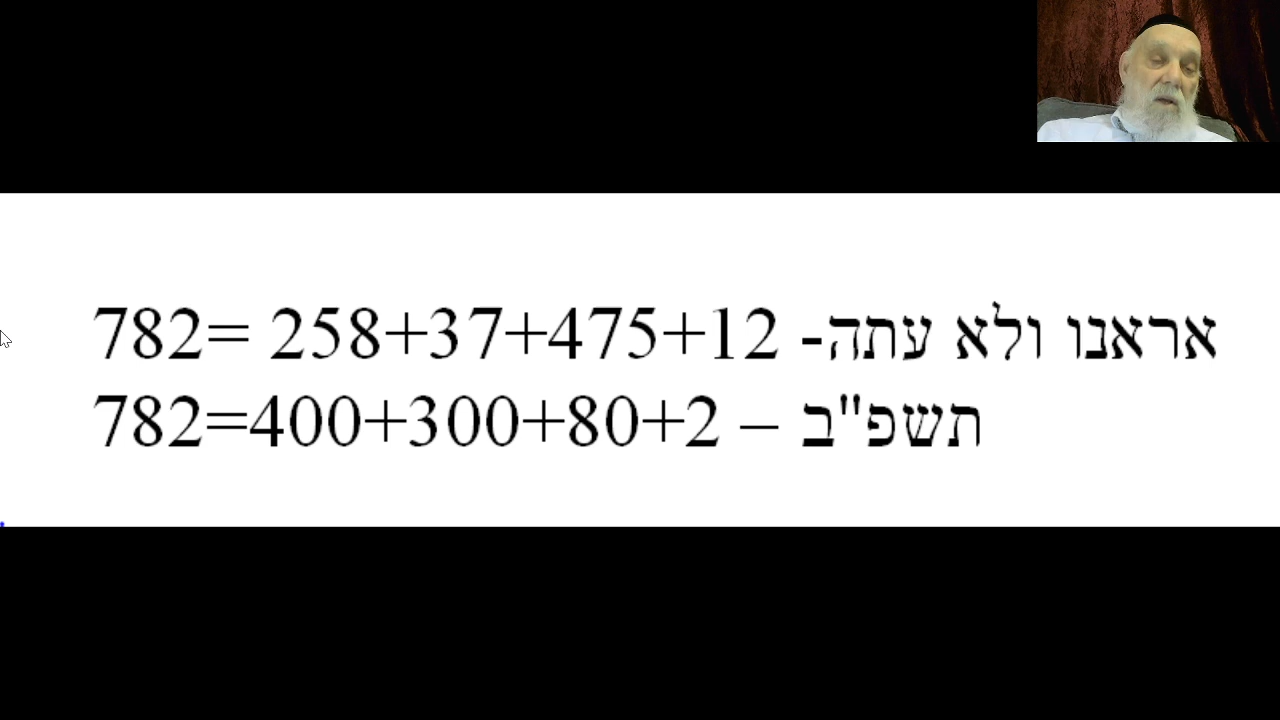 אראנו ולא עתה- 782= 258+37+475+12
תשפ"ב – 782=400+300+80+2